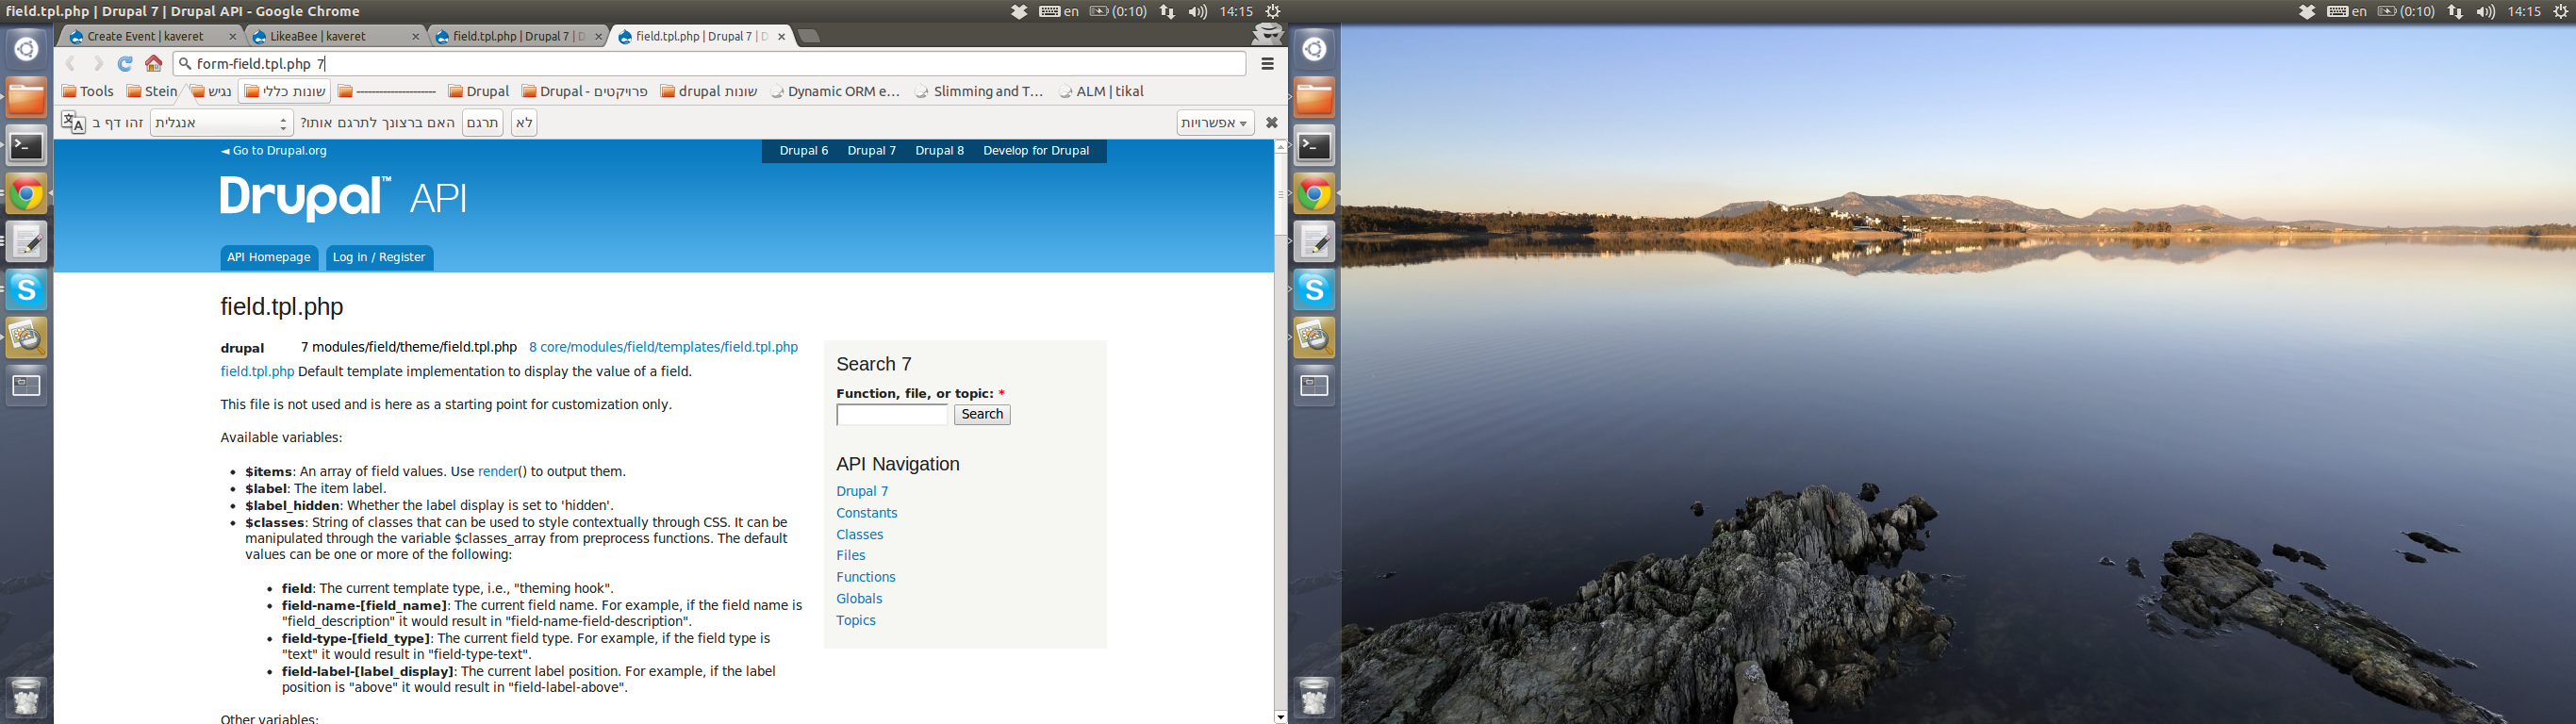 field.tpl.php | Drupal 7 | Drupal API - Google Chrome
en (0:10) 14:15
en (0:10) 14:15
Create Event | kaveret
LikeaBee | kaveret
field.tpl.php | Drupal 7 | D
field.tpl.php | Drupal 7 | D
form-field.tpl.php 7
Tools Stein נגיש שונות כללי -------------------- Drupal Drupal - פרויקטים drupal שונות Dynamic ORM e... Slimming and T... ALM | tikal
זהו דף ב אנגלית האם ברצונך לתרגם אותו? תרגם לא אפשרויות
◄ Go to Drupal.org
Drupal 6 Drupal 7 Drupal 8 Develop for Drupal
Drupal™ API
API Homepage Log in / Register
field.tpl.php
drupal 7 modules/field/theme/field.tpl.php 8 core/modules/field/templates/field.tpl.php
field.tpl.php Default template implementation to display the value of a field.
This file is not used and is here as a starting point for customization only.
Available variables:
• $items: An array of field values. Use render() to output them.
• $label: The item label.
• $label_hidden: Whether the label display is set to 'hidden'.
• $classes: String of classes that can be used to style contextually through CSS. It can be
manipulated through the variable $classes_array from preprocess functions. The default
values can be one or more of the following:
• field: The current template type, i.e., "theming hook".
• field-name-[field_name]: The current field name. For example, if the field name is
"field_description" it would result in "field-name-field-description".
• field-type-[field_type]: The current field type. For example, if the field type is
"text" it would result in "field-type-text".
• field-label-[label_display]: The current label position. For example, if the label
position is "above" it would result in "field-label-above".
Other variables:
Search 7
Function, file, or topic: *
Search
API Navigation
Drupal 7
Constants
Classes
Files
Functions
Globals
Topics